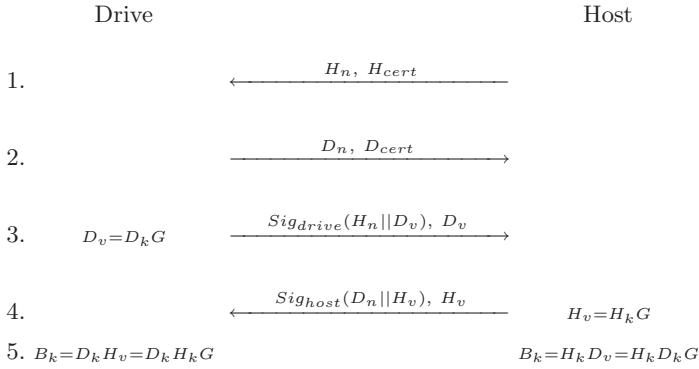 Drive Host
1. H_n, H_cert
2. D_n, D_cert
3. D_v=D_kG Sig_drive(H_n||D_v), D_v
4. Sig_host(D_n||H_v), H_v H_v=H_kG
5. B_k=D_kH_v=D_kH_kG B_k=H_kD_v=H_kD_kG